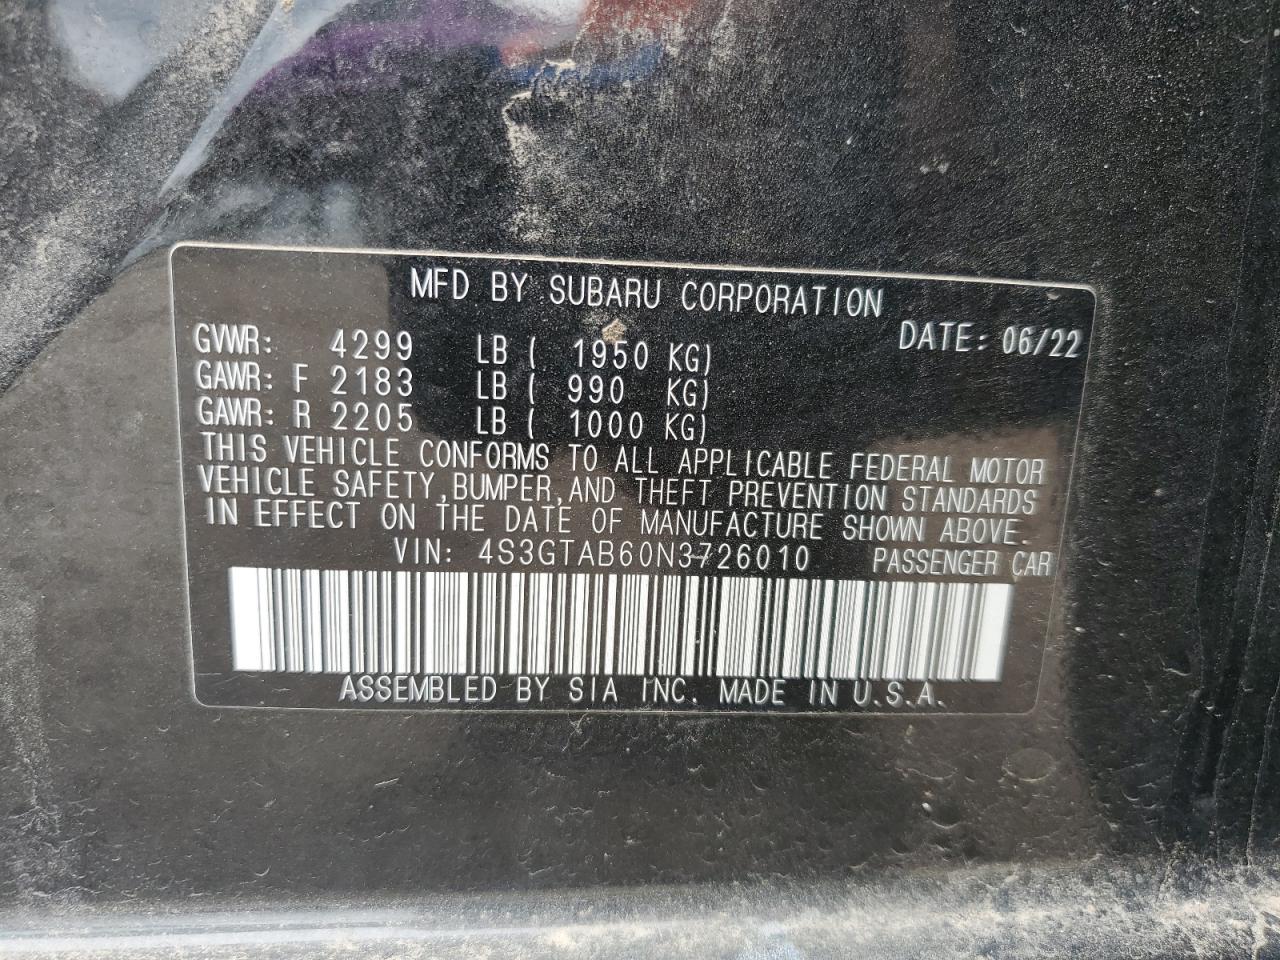 MFD BY SUBARU CORPORATION
DATE: 06/22
GVWR: 4299 LB ( 1950 KG)
GAWR: F 2183 LB ( 990 KG)
GAWR: R 2205 LB ( 1000 KG)
THIS VEHICLE CONFORMS TO ALL APPLICABLE FEDERAL MOTOR
VEHICLE SAFETY, BUMPER, AND THEFT PREVENTION STANDARDS
IN EFFECT ON THE DATE OF MANUFACTURE SHOWN ABOVE.
VIN: 4S3GTAB60N3726010 PASSENGER CAR
ASSEMBLED BY SIA INC. MADE IN U.S.A.